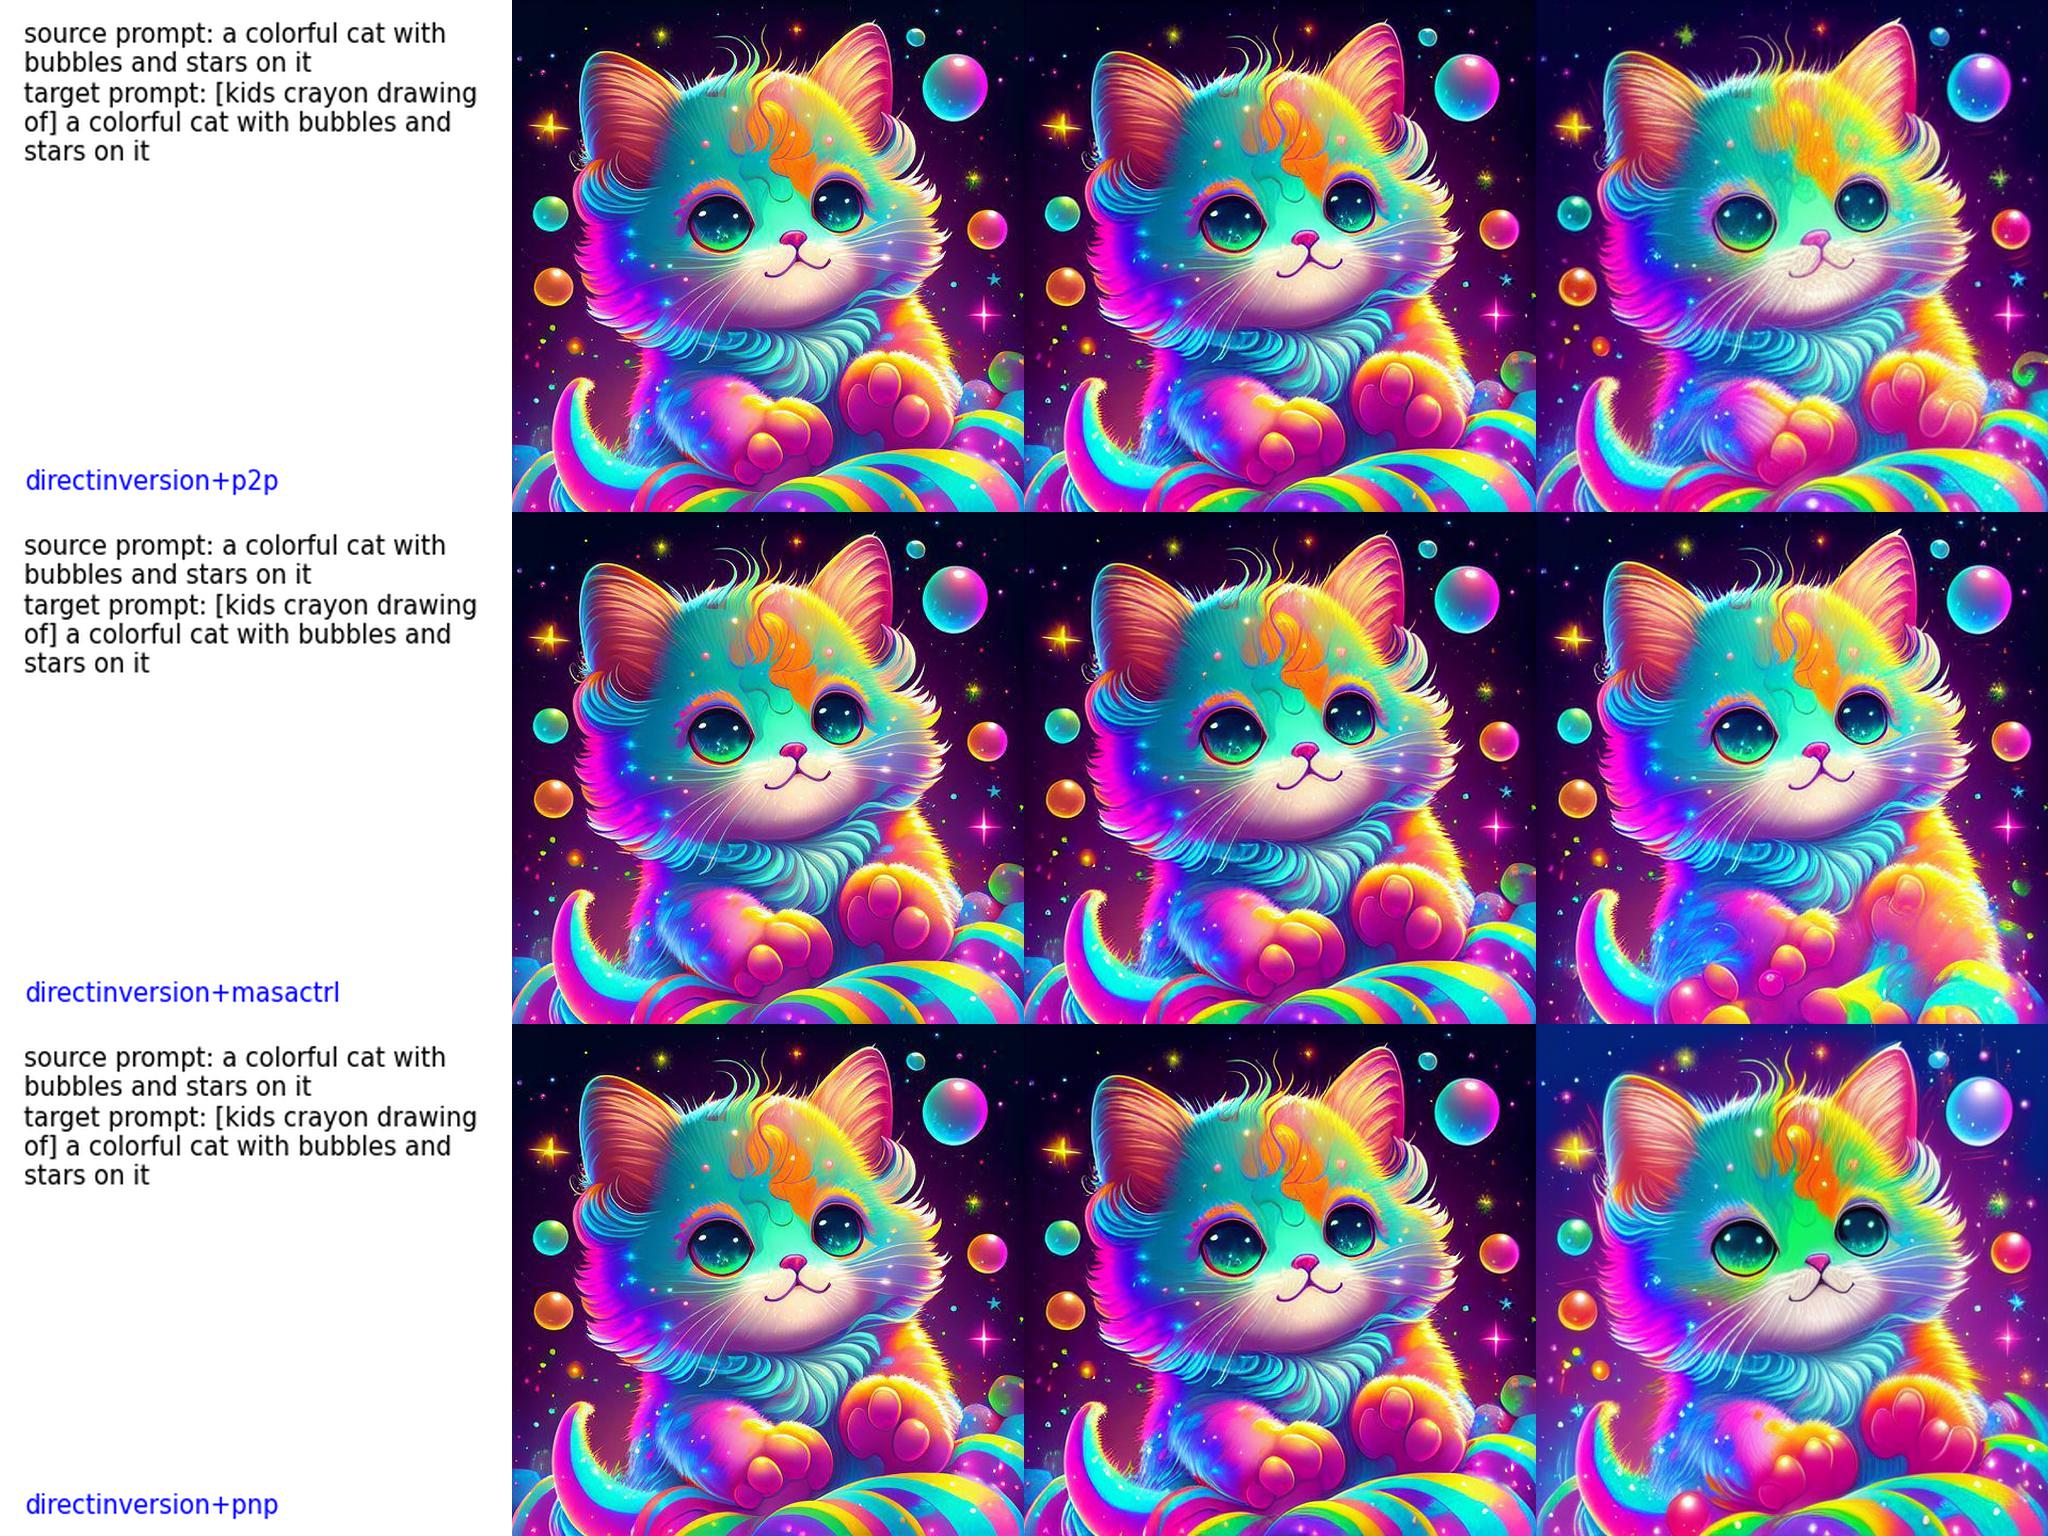 source prompt: a colorful cat with
bubbles and stars on it
target prompt: [kids crayon drawing
of] a colorful cat with bubbles and
stars on it
directinversion+p2p
source prompt: a colorful cat with
bubbles and stars on it
target prompt: [kids crayon drawing
of] a colorful cat with bubbles and
stars on it
directinversion+masactrl
source prompt: a colorful cat with
bubbles and stars on it
target prompt: [kids crayon drawing
of] a colorful cat with bubbles and
stars on it
directinversion+pnp